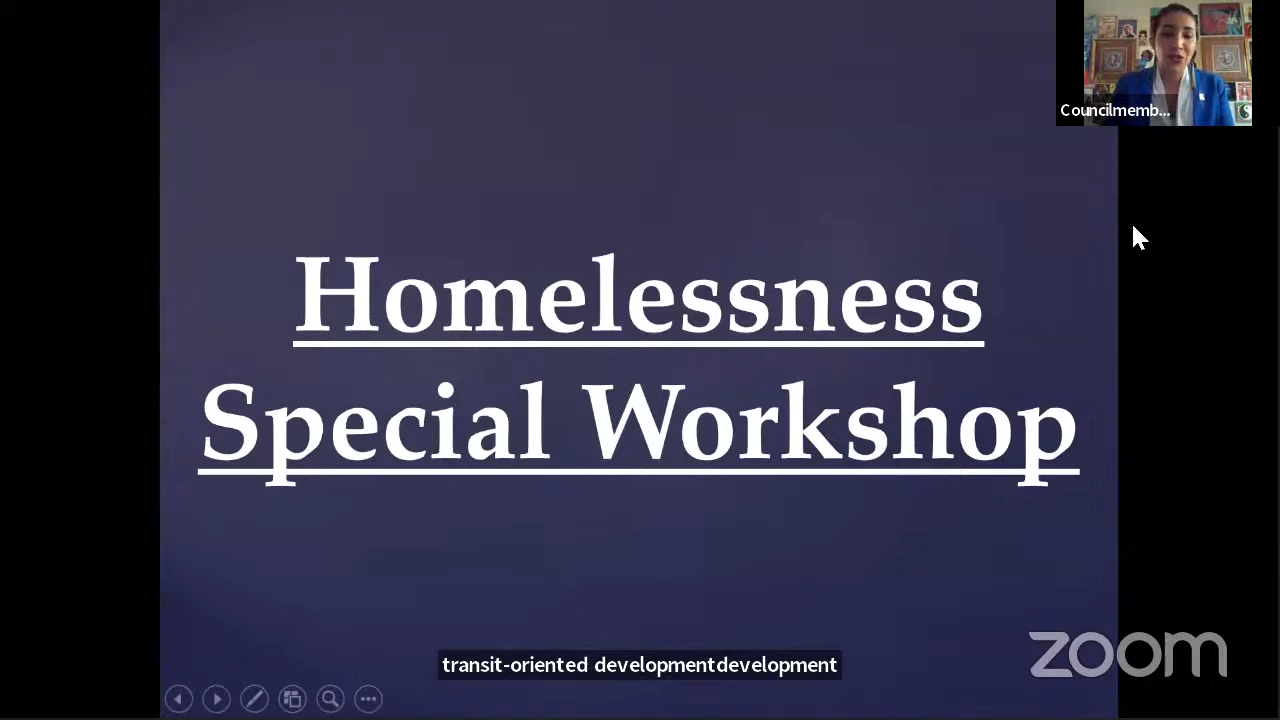 Councilmemb...
Homelessness
Special Workshop
transit-oriented developmentdevelopment
zoom